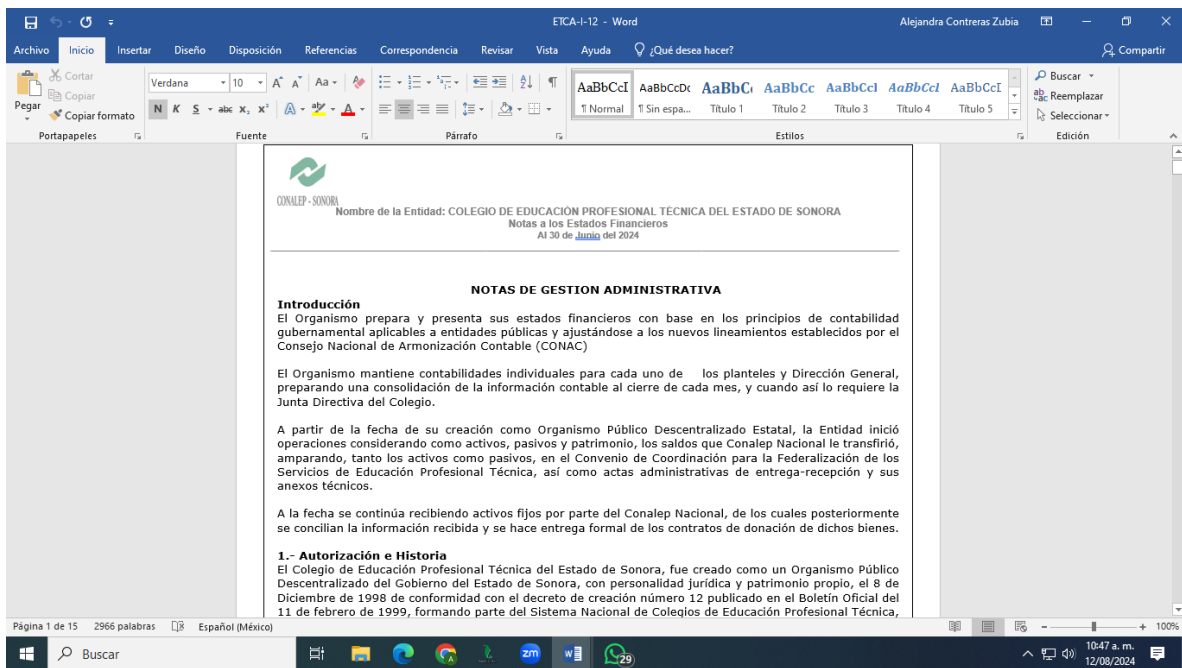 ETCA-I-12 - Word
Alejandra Contreras Zubia
Archivo Inicio Insertar Diseño Disposición Referencias Correspondencia Revisar Vista Ayuda ¿Qué desea hacer? Compartir
Pegar
Cortar
Copiar
Copiar formato
Portapapeles
Verdana 10 Aa
N K S abc x₂ x² A aby A
Fuente
Párrafo
AaBbCcI AaBbCcDc AaBbC AaBbCc AaBbCcI AaBbCcI AaBbCcI
¶ Normal ¶ Sin espa... Título 1 Título 2 Título 3 Título 4 Título 5
Estilos
Buscar
Reemplazar
Seleccionar
Edición
CONALEP - SONORA
Nombre de la Entidad: COLEGIO DE EDUCACIÓN PROFESIONAL TÉCNICA DEL ESTADO DE SONORA
Notas a los Estados Financieros
Al 30 de Junio del 2024
NOTAS DE GESTION ADMINISTRATIVA
Introducción
El Organismo prepara y presenta sus estados financieros con base en los principios de contabilidad
gubernamental aplicables a entidades públicas y ajustándose a los nuevos lineamientos establecidos por el
Consejo Nacional de Armonización Contable (CONAC)
El Organismo mantiene contabilidades individuales para cada uno de los planteles y Dirección General,
preparando una consolidación de la información contable al cierre de cada mes, y cuando así lo requiere la
Junta Directiva del Colegio.
A partir de la fecha de su creación como Organismo Público Descentralizado Estatal, la Entidad inició
operaciones considerando como activos, pasivos y patrimonio, los saldos que Conalep Nacional le transfirió,
amparando, tanto los activos como pasivos, en el Convenio de Coordinación para la Federalización de los
Servicios de Educación Profesional Técnica, así como actas administrativas de entrega-recepción y sus
anexos técnicos.
A la fecha se continúa recibiendo activos fijos por parte del Conalep Nacional, de los cuales posteriormente
se concilian la información recibida y se hace entrega formal de los contratos de donación de dichos bienes.
1.- Autorización e Historia
El Colegio de Educación Profesional Técnica del Estado de Sonora, fue creado como un Organismo Público
Descentralizado del Gobierno del Estado de Sonora, con personalidad jurídica y patrimonio propio, el 8 de
Diciembre de 1998 de conformidad con el decreto de creación número 12 publicado en el Boletín Oficial del
11 de febrero de 1999, formando parte del Sistema Nacional de Colegios de Educación Profesional Técnica,
Página 1 de 15 2966 palabras Español (México) 100%
Buscar
zm
29
10:47 a. m.
12/08/2024